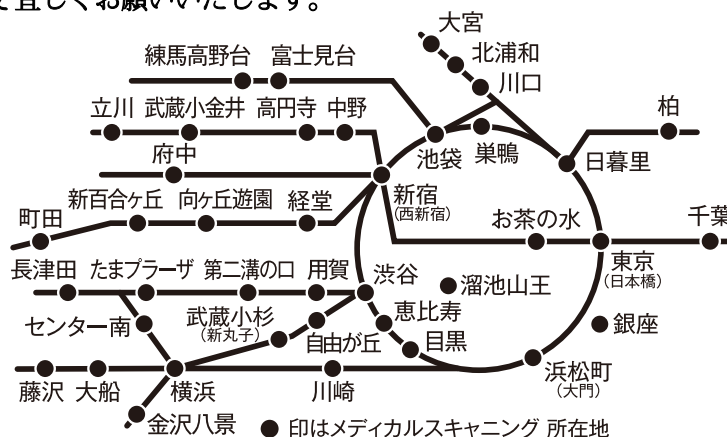 で宜しくお願いいたします。
大宮
北浦和
川口
練馬高野台
富士見台
立川
武蔵小金井
高円寺
中野
柏
府中
池袋
巣鴨
日暮里
新宿
(西新宿)
新百合ヶ丘
向ヶ丘遊園
経堂
町田
お茶の水
千葉
東京
(日本橋)
長津田
たまプラーザ
第二溝の口
用賀
渋谷
溜池山王
センター南
武蔵小杉
(新丸子)
自由が丘
恵比寿
目黒
銀座
浜松町
(大門)
藤沢
大船
横浜
川崎
金沢八景
●印はメディカルスキャニング 所在地